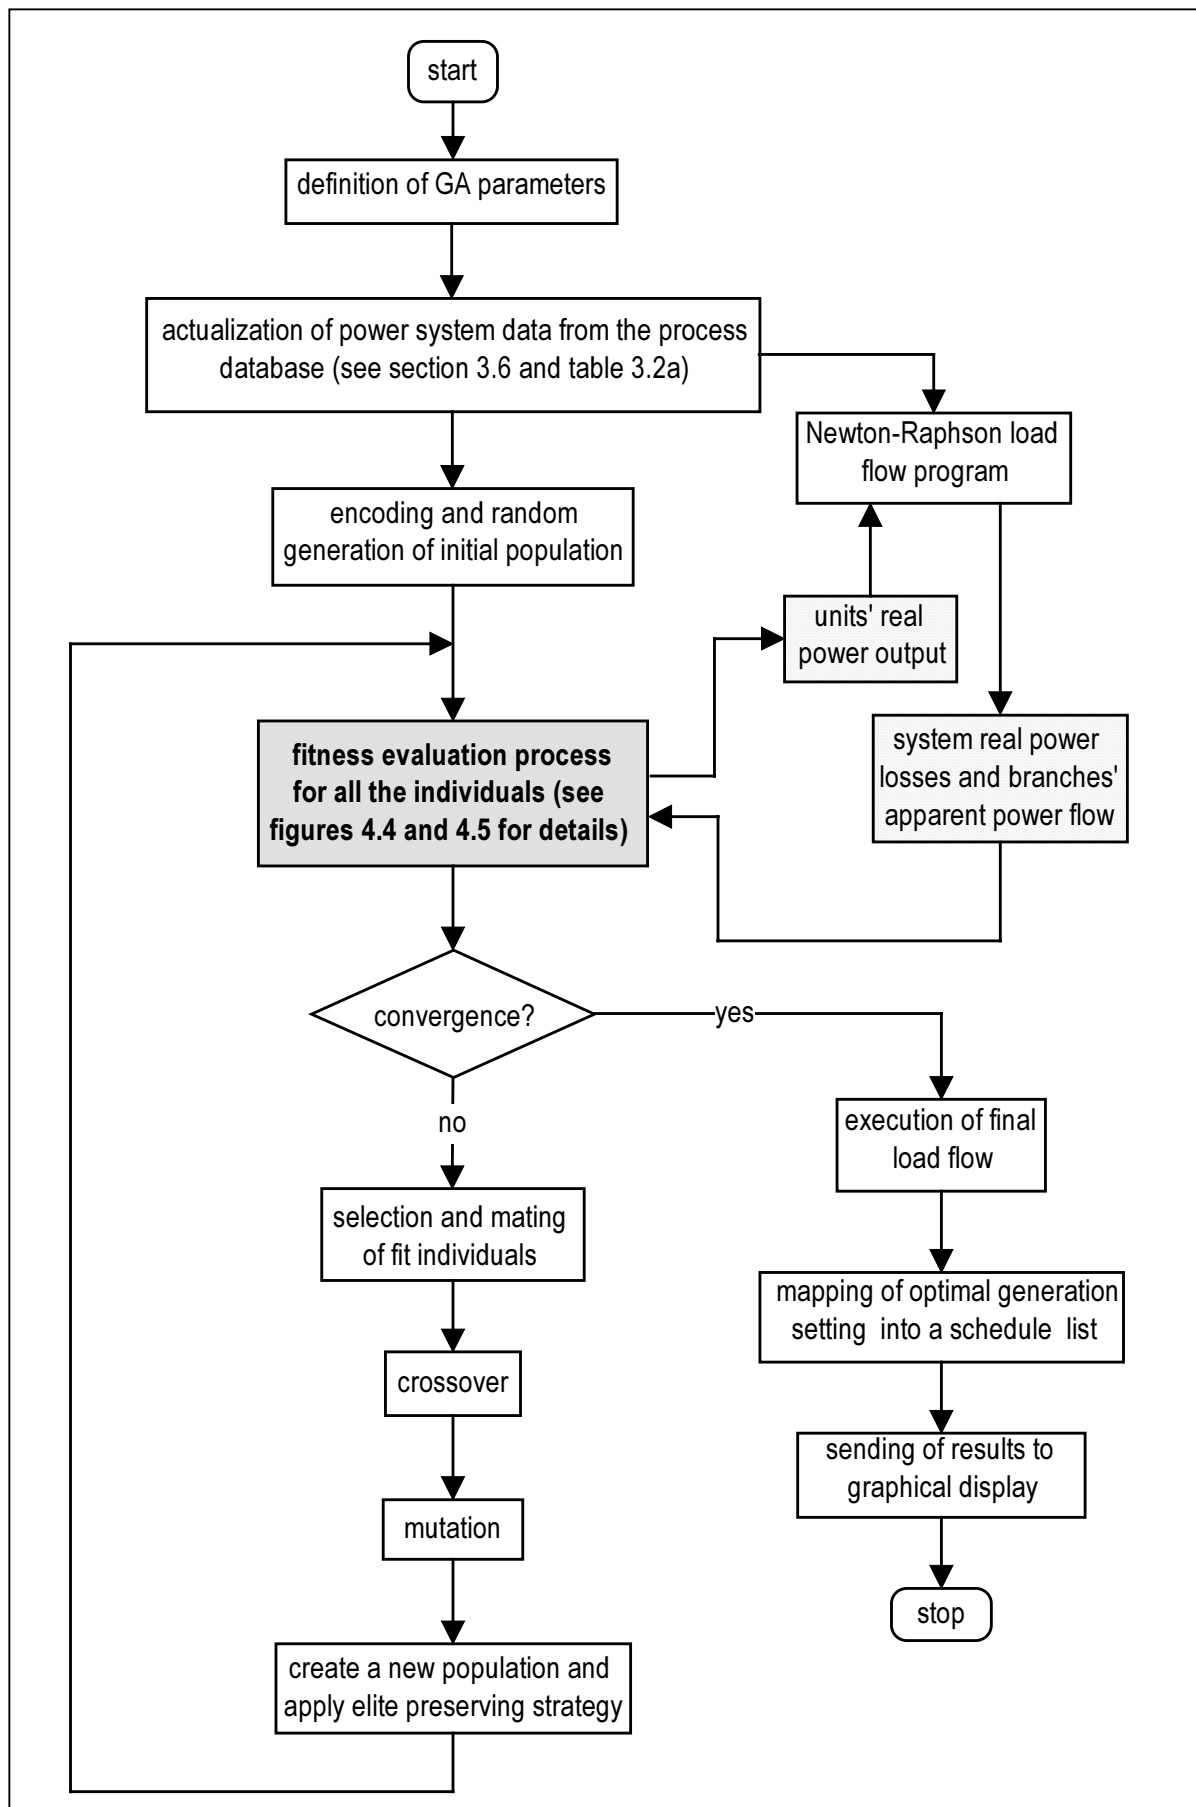 start
definition of GA parameters
actualization of power system data from the process
database (see section 3.6 and table 3.2a)
Newton-Raphson load
flow program
encoding and random
generation of initial population
units' real
power output
fitness evaluation process
for all the individuals (see
figures 4.4 and 4.5 for details)
system real power
losses and branches'
apparent power flow
convergence?
yes
no
execution of final
load flow
selection and mating
of fit individuals
mapping of optimal generation
setting into a schedule list
crossover
sending of results to
graphical display
mutation
stop
create a new population and
apply elite preserving strategy